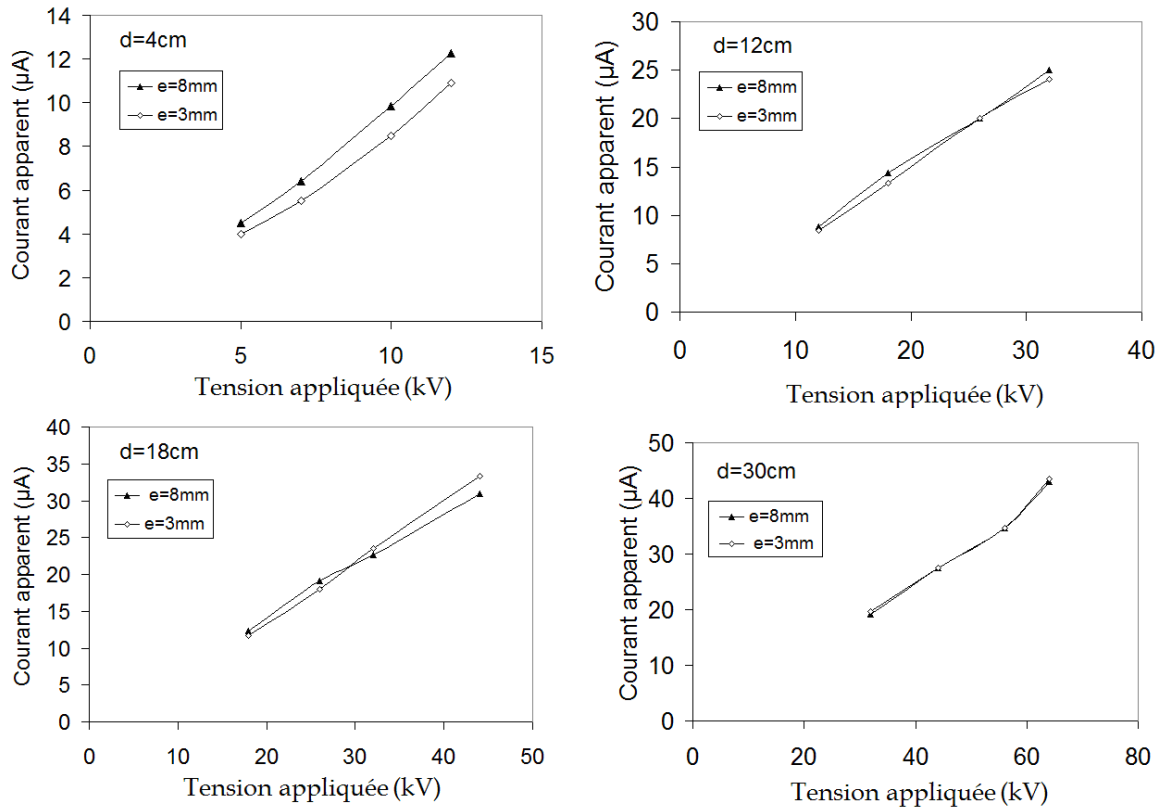 d=4cm
e=8mm
e=3mm
Courant apparent (µA)
14
12
10
8
6
4
2
0
0 5 10 15
Tension appliquée (kV)
d=12cm
e=8mm
e=3mm
Courant apparent (µA)
30
25
20
15
10
5
0
0 10 20 30 40
Tension appliquée (kV)
d=18cm
e=8mm
e=3mm
Courant apparent (µA)
40
35
30
25
20
15
10
5
0
0 10 20 30 40 50
Tension appliquée (kV)
d=30cm
e=8mm
e=3mm
Courant apparent (µA)
50
40
30
20
10
0
0 20 40 60 80
Tension appliquée (kV)